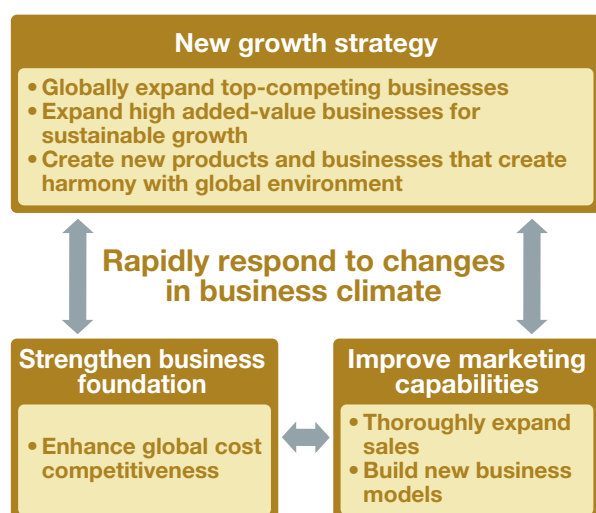 New growth strategy
• Globally expand top-competing businesses
• Expand high added-value businesses for
sustainable growth
• Create new products and businesses that create
harmony with global environment
Rapidly respond to changes
in business climate
Strengthen business
foundation
• Enhance global cost
competitiveness
Improve marketing
capabilities
• Thoroughly expand
sales
• Build new business
models